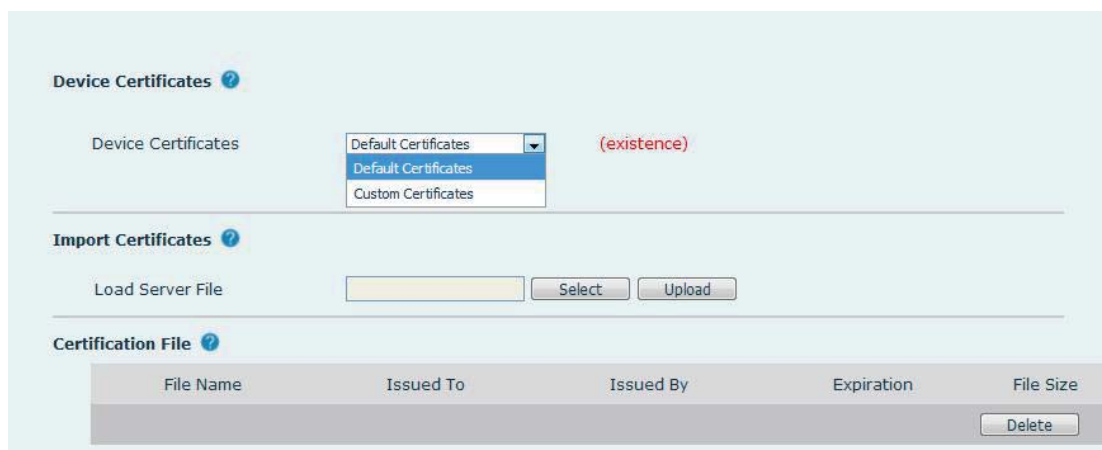 Device Certificates ?
Device Certificates Default Certificates (existence)
Default Certificates
Custom Certificates
Import Certificates ?
Load Server File Select Upload
Certification File ?
File Name Issued To Issued By Expiration File Size
Delete